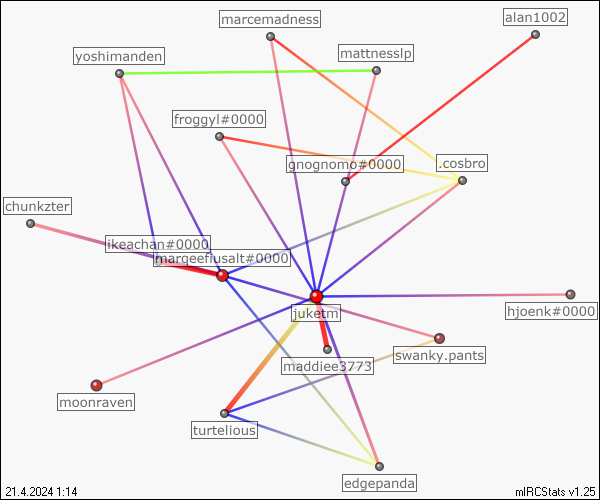 marcemadness
alan1002
yoshimanden
mattnesslp
froggyl#0000
gnognomo#0000
.cosbro
chunkzter
ikeachan#0000
margeefiusalt#0000
juketm
hjoenk#0000
swanky.pants
maddiee3773
moonraven
turtelious
edgepanda
21.4.2024 1:14
mIRCStats v1.25